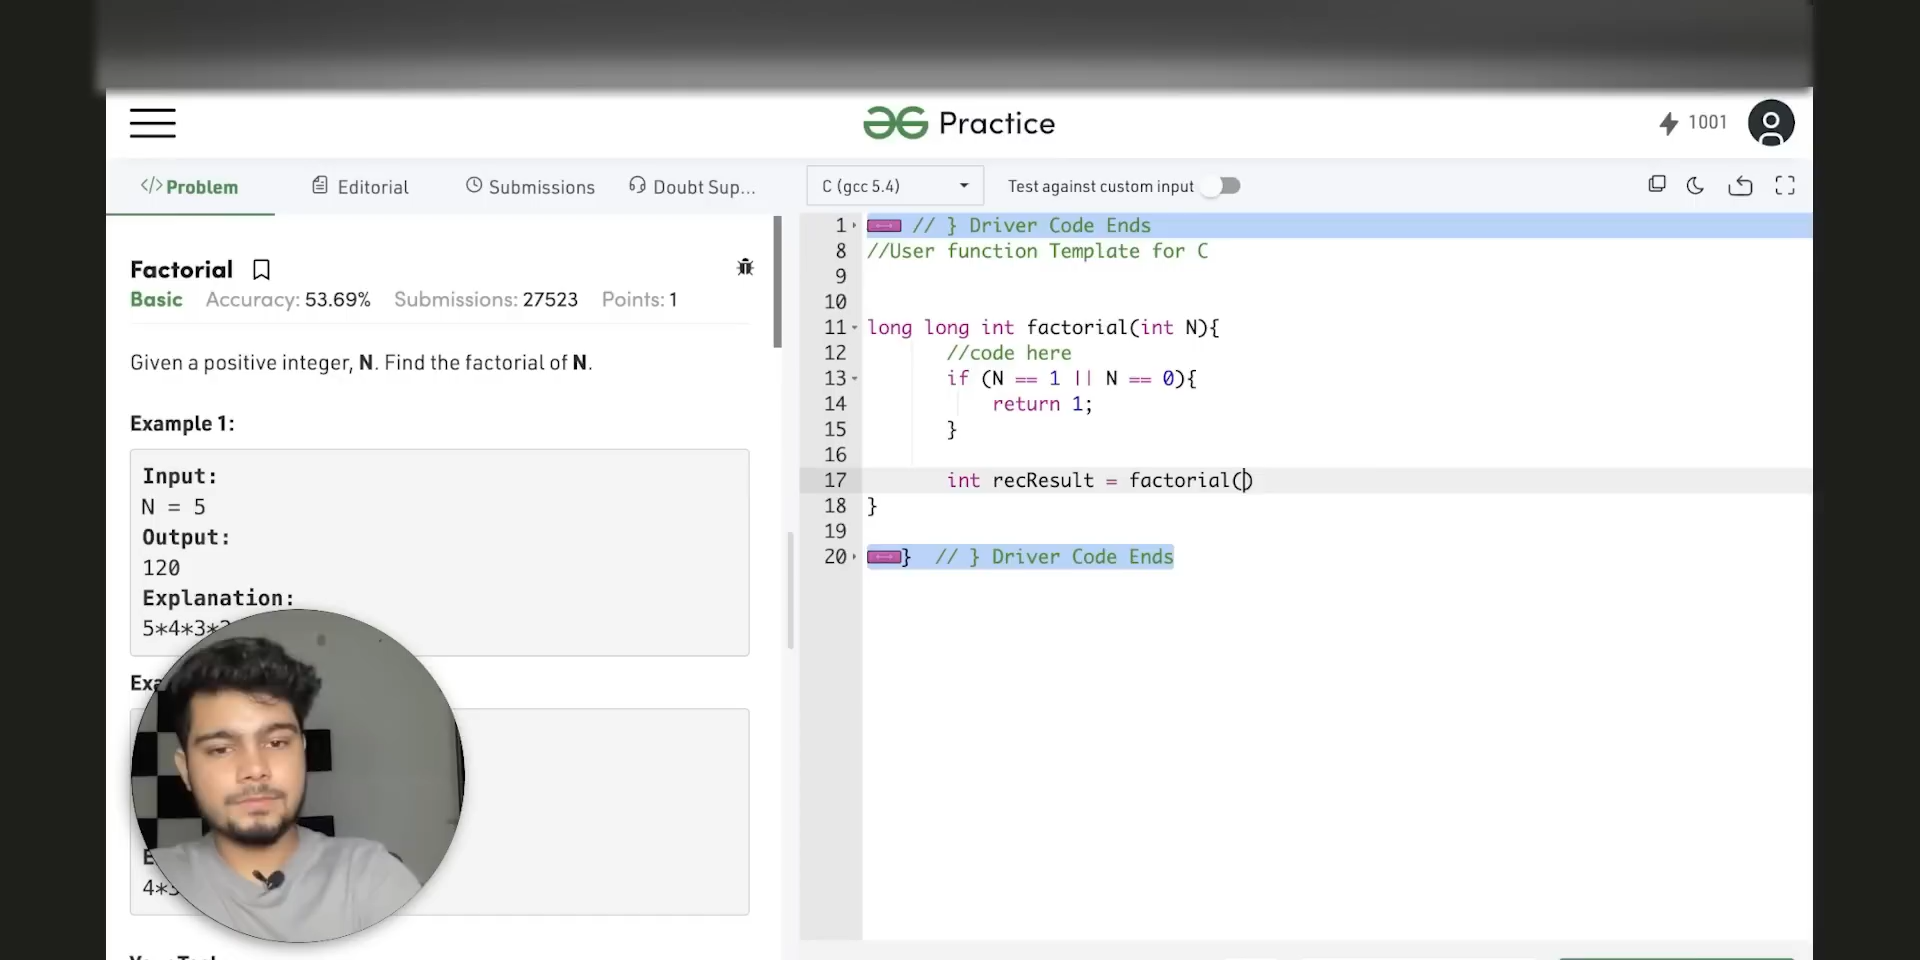 Practice
1001
</> Problem
Editorial
Submissions
Doubt Sup...
C (gcc 5.4)
Test against custom input
Factorial
Basic Accuracy: 53.69% Submissions: 27523 Points: 1
Given a positive integer, N. Find the factorial of N.
Example 1:
Input:
N = 5
Output:
120
Explanation:
5*4*3*
1 // } Driver Code Ends
8 //User function Template for C
9
10
11 long long int factorial(int N){
12 //code here
13 if (N == 1 || N == 0){
14 return 1;
15 }
16
17 int recResult = factorial()
18 }
19
20 } // } Driver Code Ends